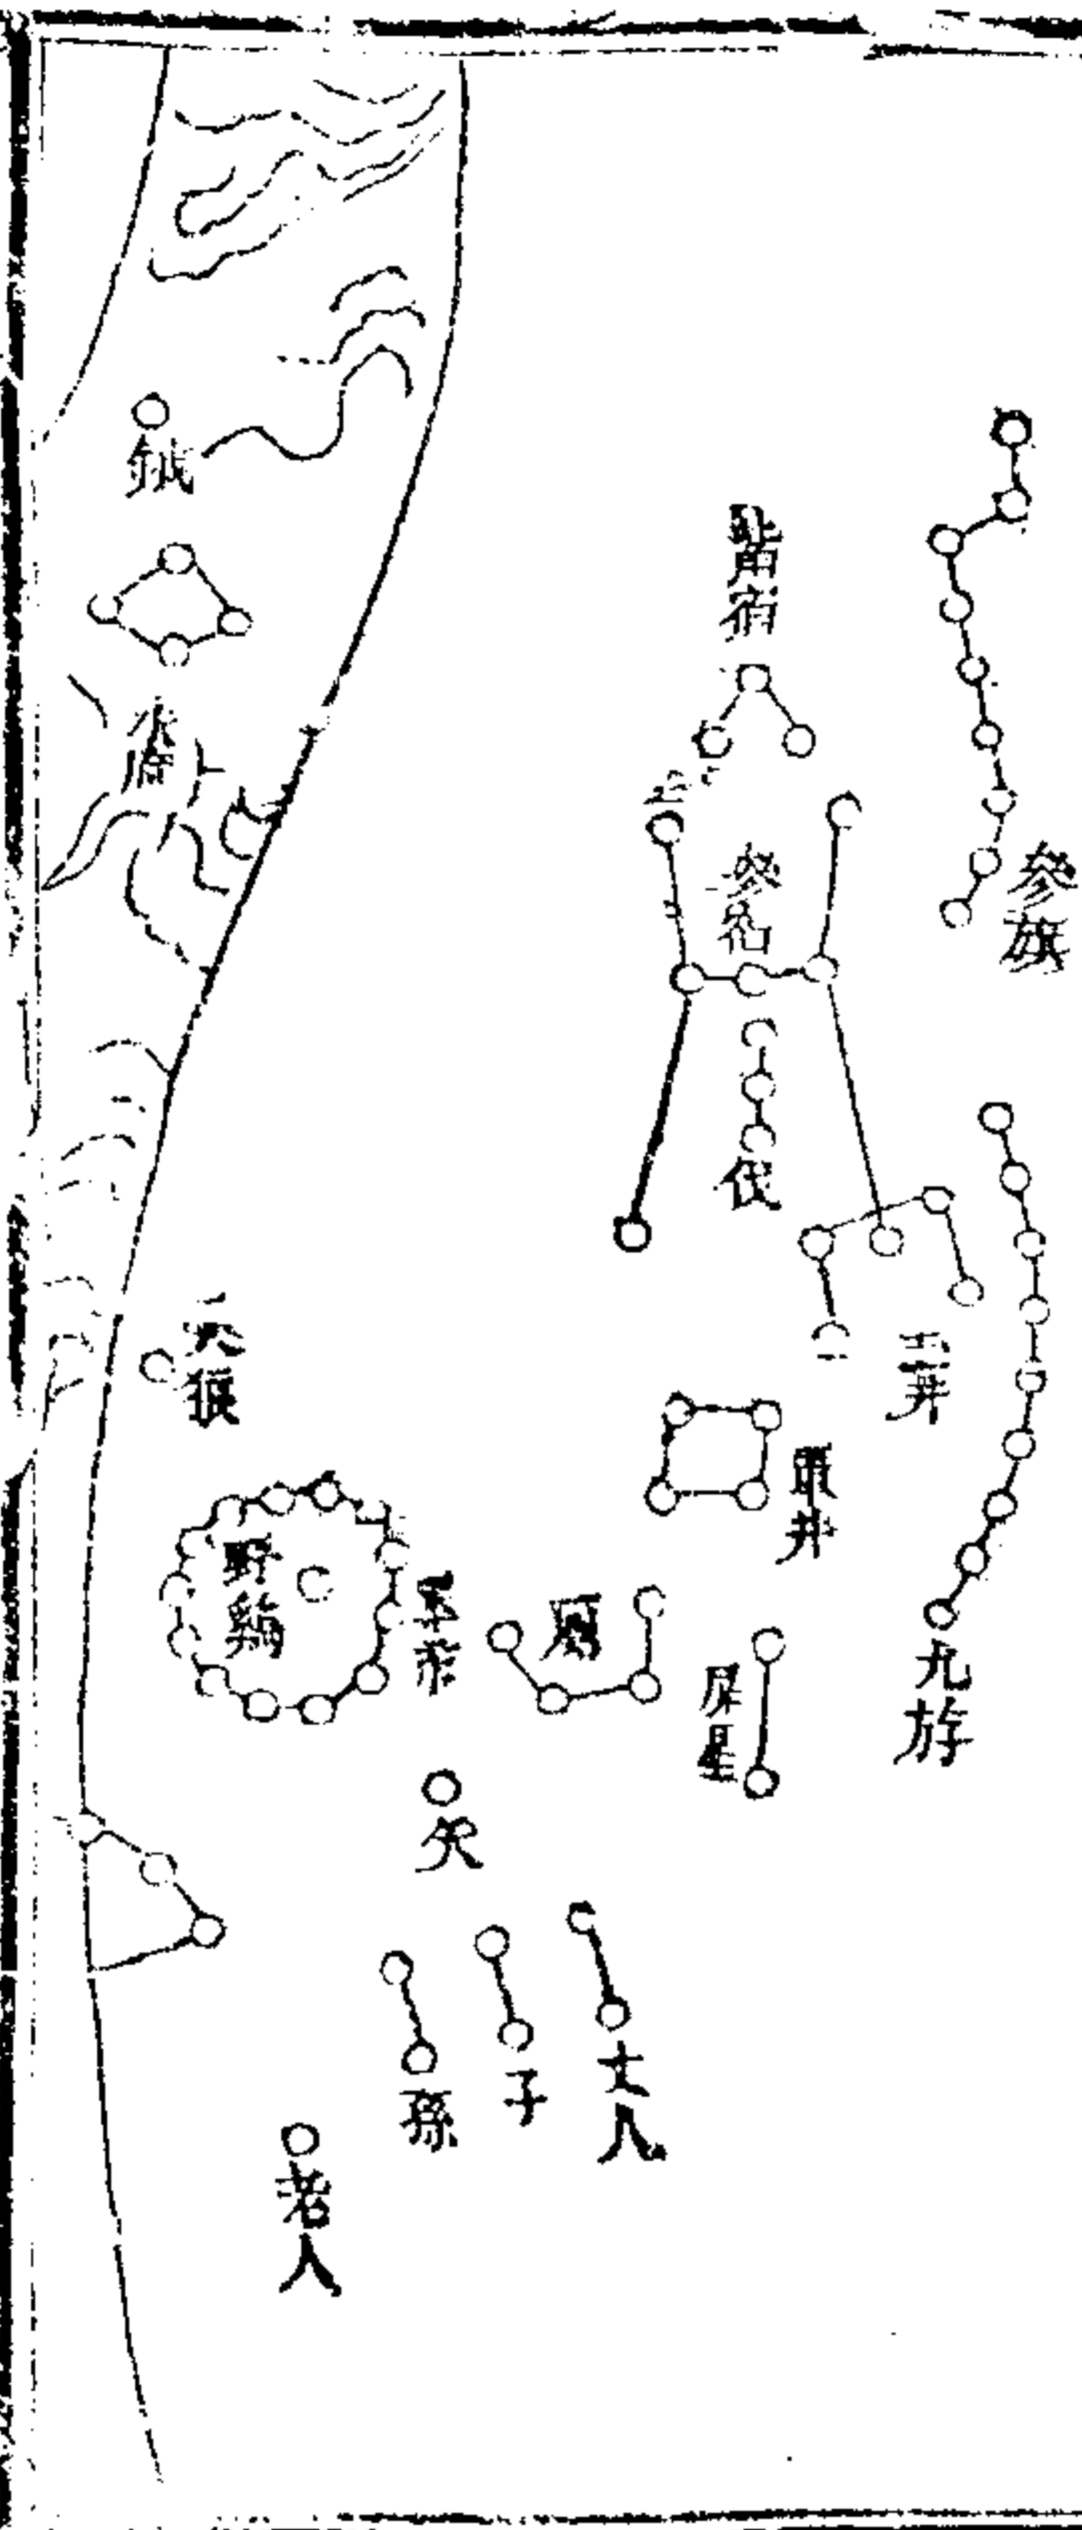 參旗
九斿
觜宿
參宿
伐
玉井
軍井
屏星
厠
丈人
子
孫
矢
軍市
野鷄
老人
天狼
鉞
水府